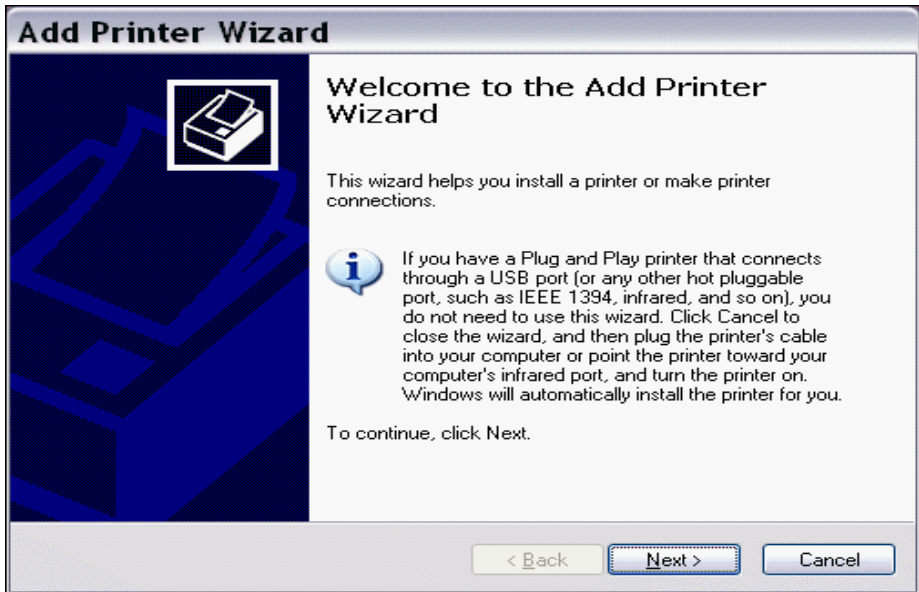 Add Printer Wizard
Welcome to the Add Printer
Wizard
This wizard helps you install a printer or make printer
connections.
If you have a Plug and Play printer that connects
through a USB port (or any other hot pluggable
port, such as IEEE 1394, infrared, and so on), you
do not need to use this wizard. Click Cancel to
close the wizard, and then plug the printer's cable
into your computer or point the printer toward your
computer's infrared port, and turn the printer on.
Windows will automatically install the printer for you.
To continue, click Next.
< Back Next > Cancel